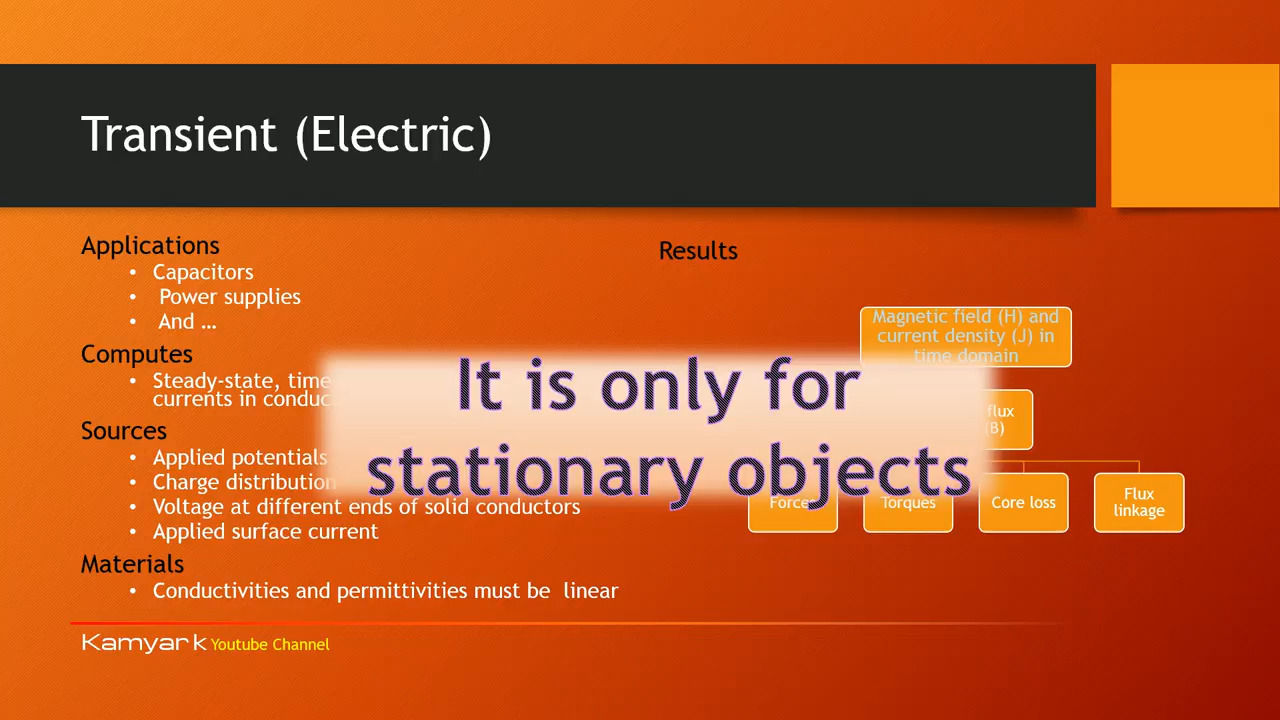 Transient (Electric)
Applications
• Capacitors
• Power supplies
• And …
Computes
• Steady-state, time
currents in conduc
Sources
• Applied potentials
• Charge distribution
• Voltage at different ends of solid conductors
• Applied surface current
Materials
• Conductivities and permittivities must be linear
Results
Magnetic field (H) and
current density (J) in
time domain
flux
(B)
Forces
Torques
Core loss
Flux
linkage
It is only for
stationary objects
Kamyar k Youtube Channel